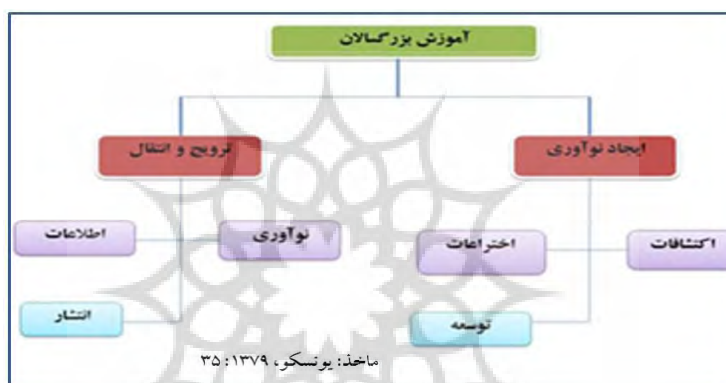 آموزش بزرگسالان
ایجاد نوآوری
ترویج و انتقال
اکتشافات
اختراعات
نوآوری
اطلاعات
توسعه
انتشار
ماخذ: یونسکو، ۱۳۷۹: ۳۵